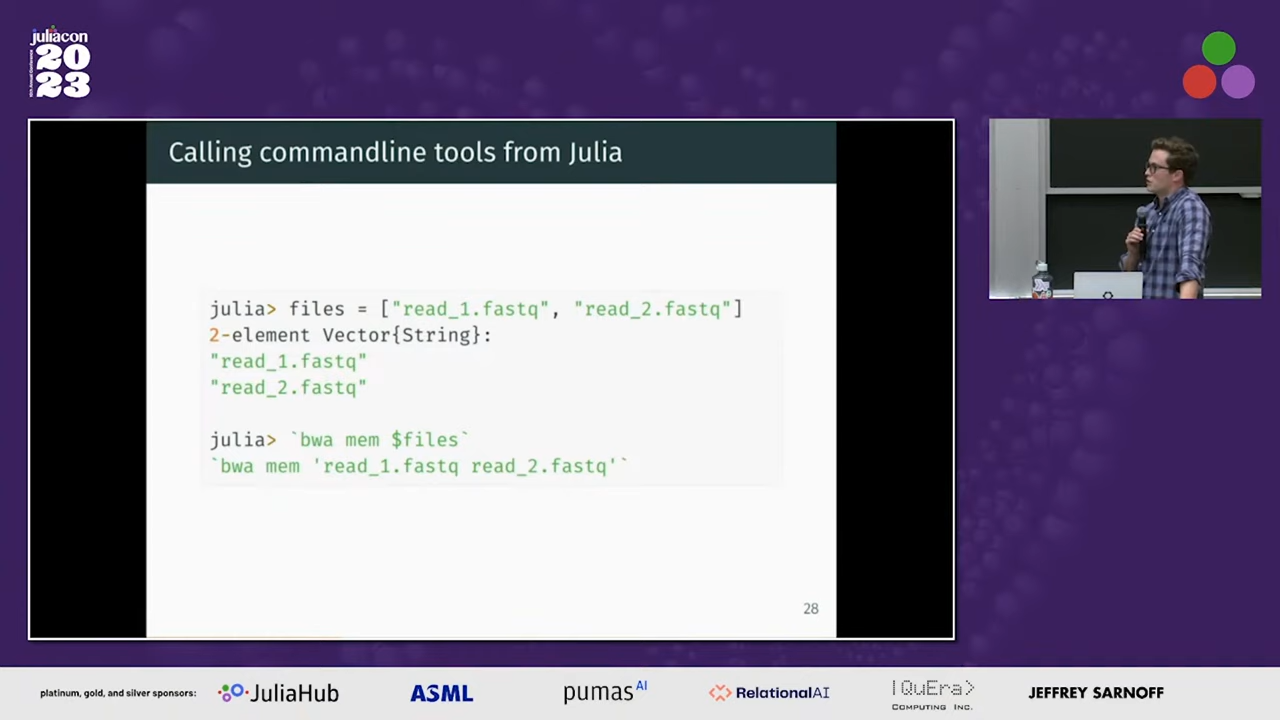 juliacon
20
23
Calling commandline tools from Julia
julia> files = ["read_1.fastq", "read_2.fastq"]
2-element Vector{String}:
"read_1.fastq"
"read_2.fastq"
julia> `bwa mem $files`
`bwa mem 'read_1.fastq read_2.fastq'`
28
platinum, gold, and silver sponsors:
JuliaHub
ASML
pumasAI
RelationalAI
|QuEra>
COMPUTING INC.
JEFFREY SARNOFF